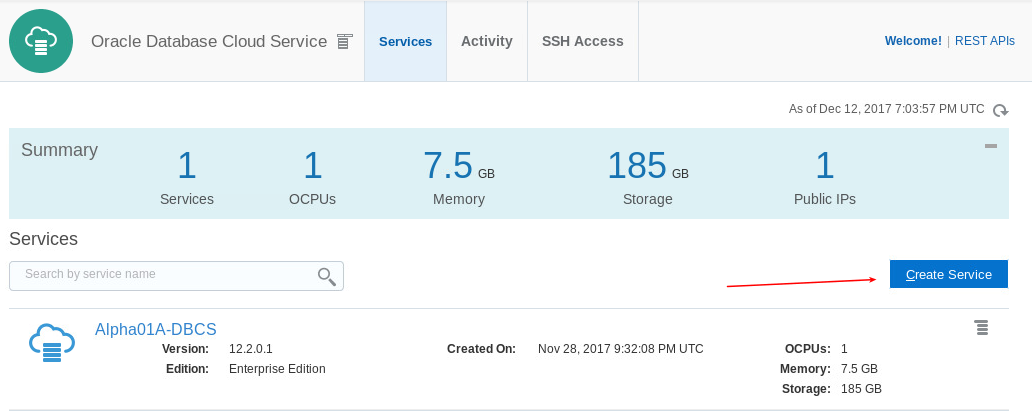 Oracle Database Cloud Service
Services
Activity
SSH Access
Welcome! | REST APIs
As of Dec 12, 2017 7:03:57 PM UTC
Summary
1
Services
1
OCPUs
7.5 GB
Memory
185 GB
Storage
1
Public IPs
Services
Search by service name
Create Service
Alpha01A-DBCS
Version: 12.2.0.1 Created On: Nov 28, 2017 9:32:08 PM UTC OCPUs: 1
Edition: Enterprise Edition Memory: 7.5 GB
Storage: 185 GB